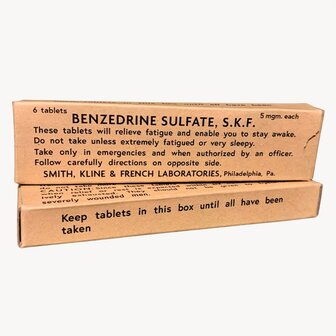 6 tablets
BENZEDRINE SULFATE, S.K.F.
5 mgm. each
These tablets will relieve fatigue and enable you to stay awake.
Do not take unless extremely fatigued or very sleepy.
Take only in emergencies and when authorized by an officer.
Follow carefully directions on opposite side.
SMITH, KLINE & FRENCH LABORATORIES, Philadelphia, Pa.
severely wounded men.
Keep tablets in this box until all have been
taken